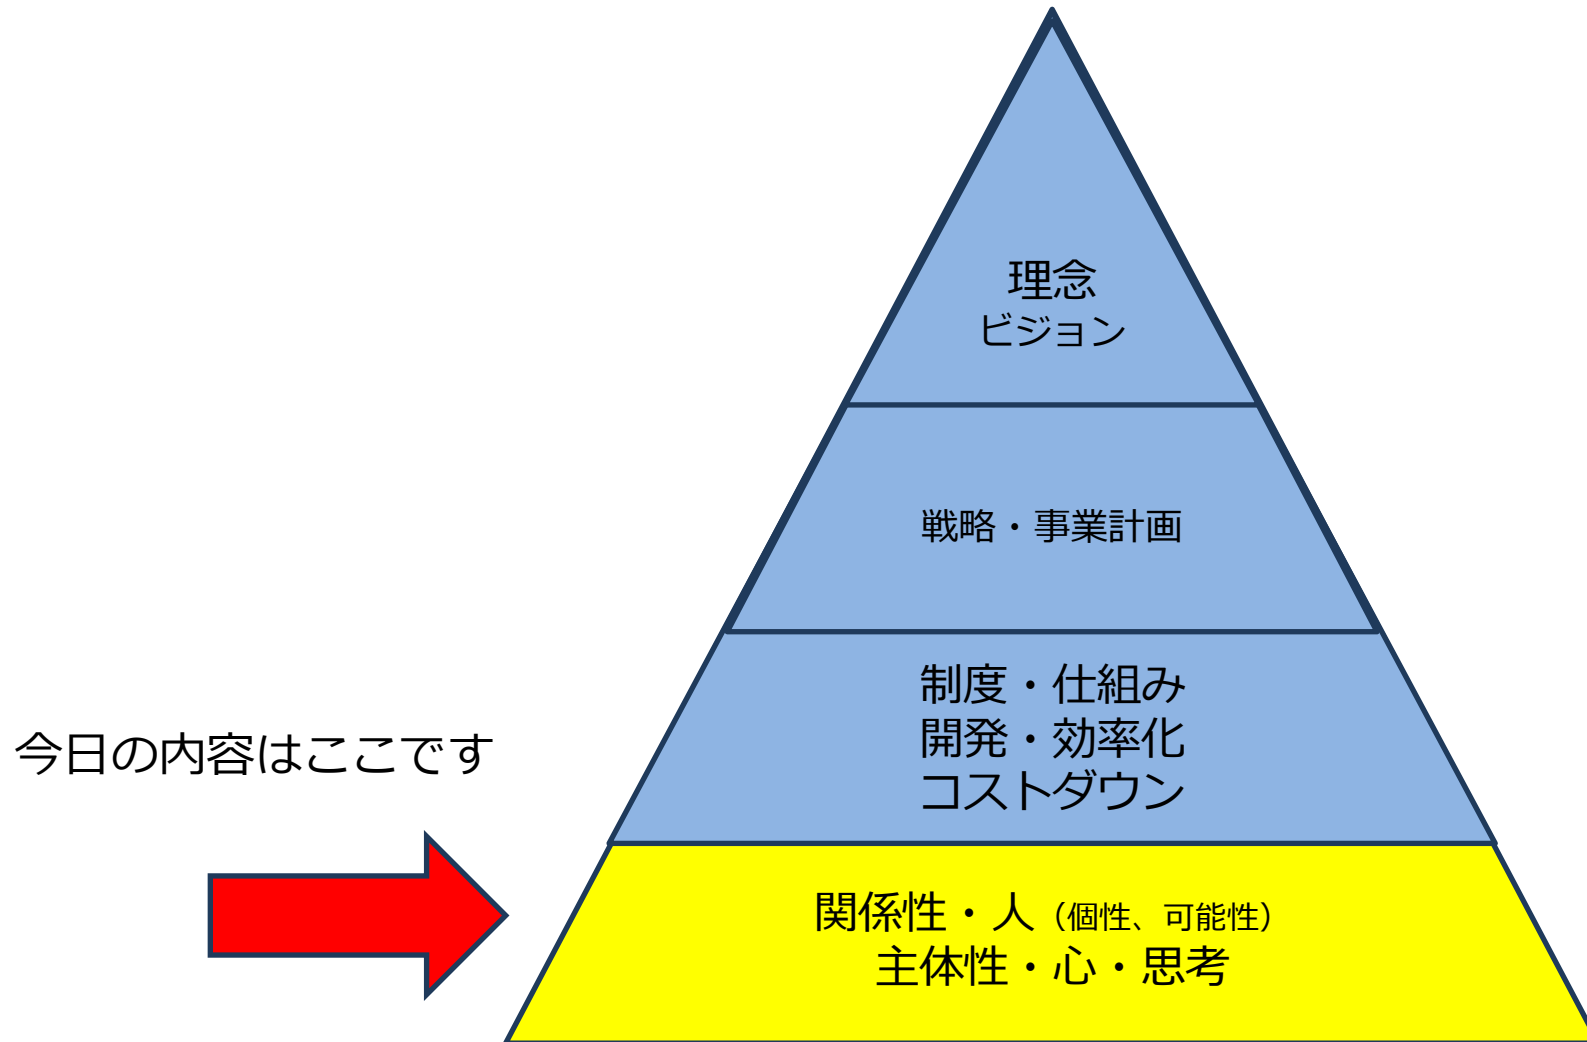 理念
ビジョン
戦略・事業計画
制度・仕組み
開発・効率化
コストダウン
今日の内容はここです
関係性・人（個性、可能性）
主体性・心・思考